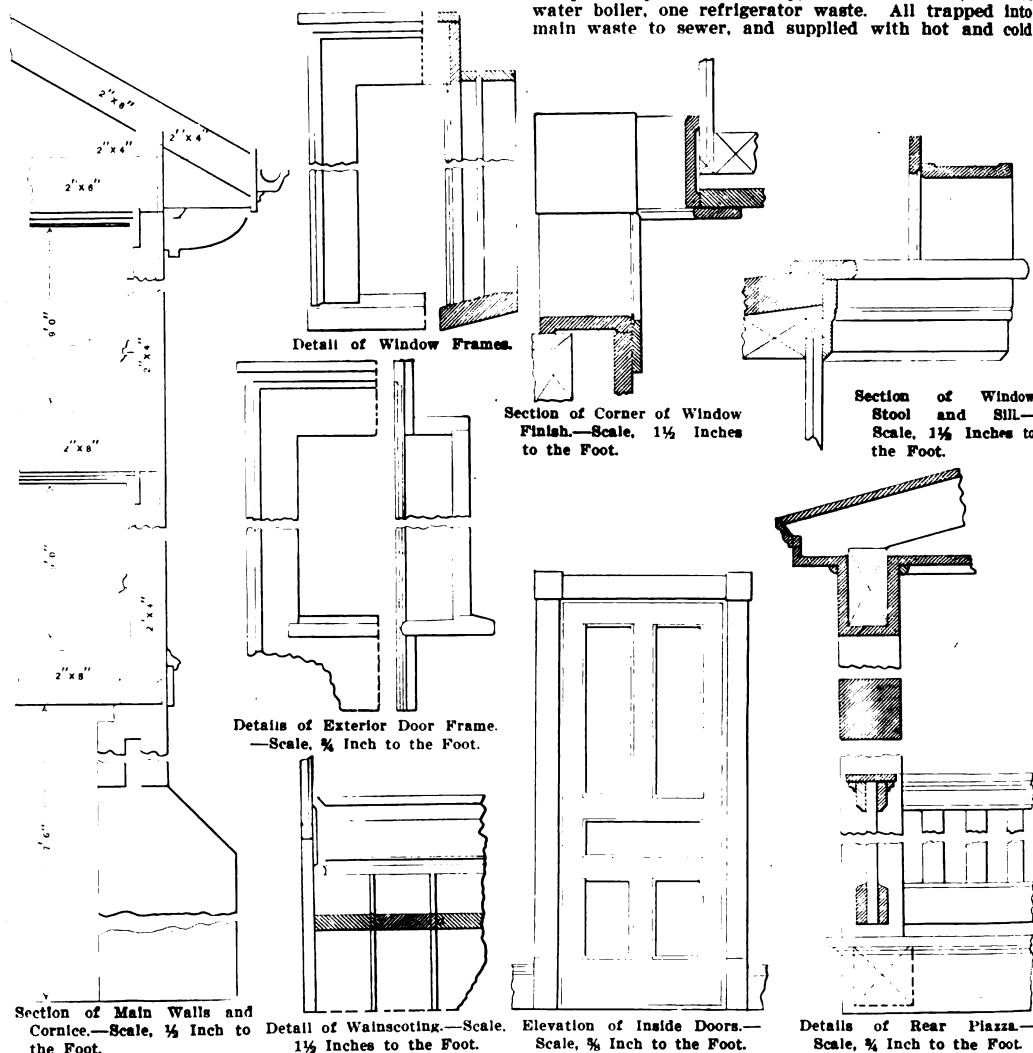 water boiler, one refrigerator waste. All trapped into
main waste to sewer, and supplied with hot and cold
2"x8"
2"x4"
2"x4"
2"x6"
9'0"
2"x4"
2"x8"
2"x4"
2"x8"
7'6"
Detail of Window Frames.
Section of Corner of Window
Finish.—Scale, 1½ Inches
to the Foot.
Section of Window
Stool and Sill.—
Scale, 1½ Inches to
the Foot.
Details of Exterior Door Frame.
—Scale, ¾ Inch to the Foot.
Section of Main Walls and
Cornice.—Scale, ½ Inch to
the Foot.
Detail of Wainscoting.—Scale,
1½ Inches to the Foot.
Elevation of Inside Doors.—
Scale, ⅝ Inch to the Foot.
Details of Rear Piazza.—
Scale, ¾ Inch to the Foot.